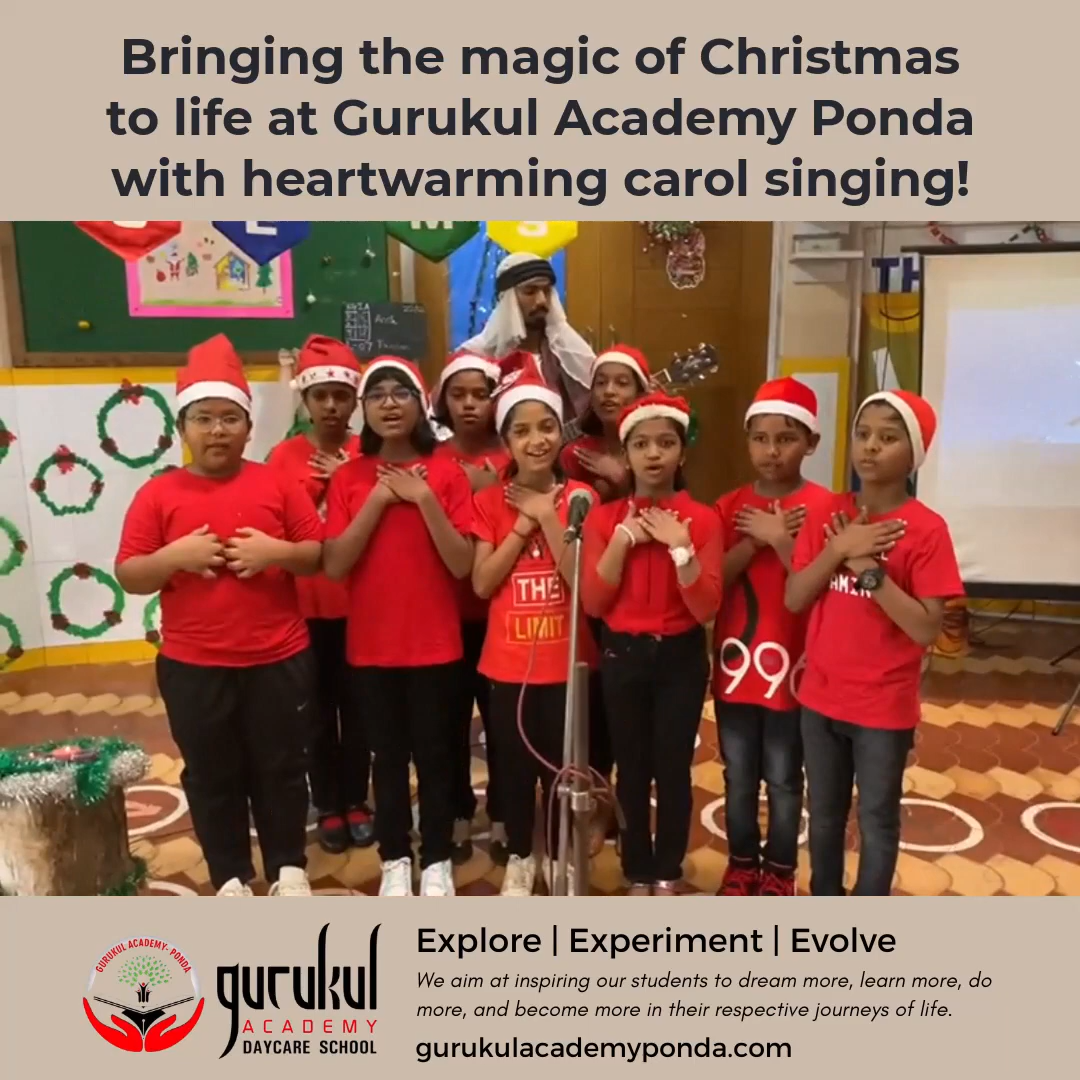 Bringing the magic of Christmas
to life at Gurukul Academy Ponda
with heartwarming carol singing!
M
S
TH
THE
LIMIT
99
GURUKUL ACADEMY- PONDA
gurukul
ACADEMY
DAYCARE SCHOOL
Explore | Experiment | Evolve
We aim at inspiring our students to dream more, learn more, do
more, and become more in their respective journeys of life.
gurukulacademyponda.com